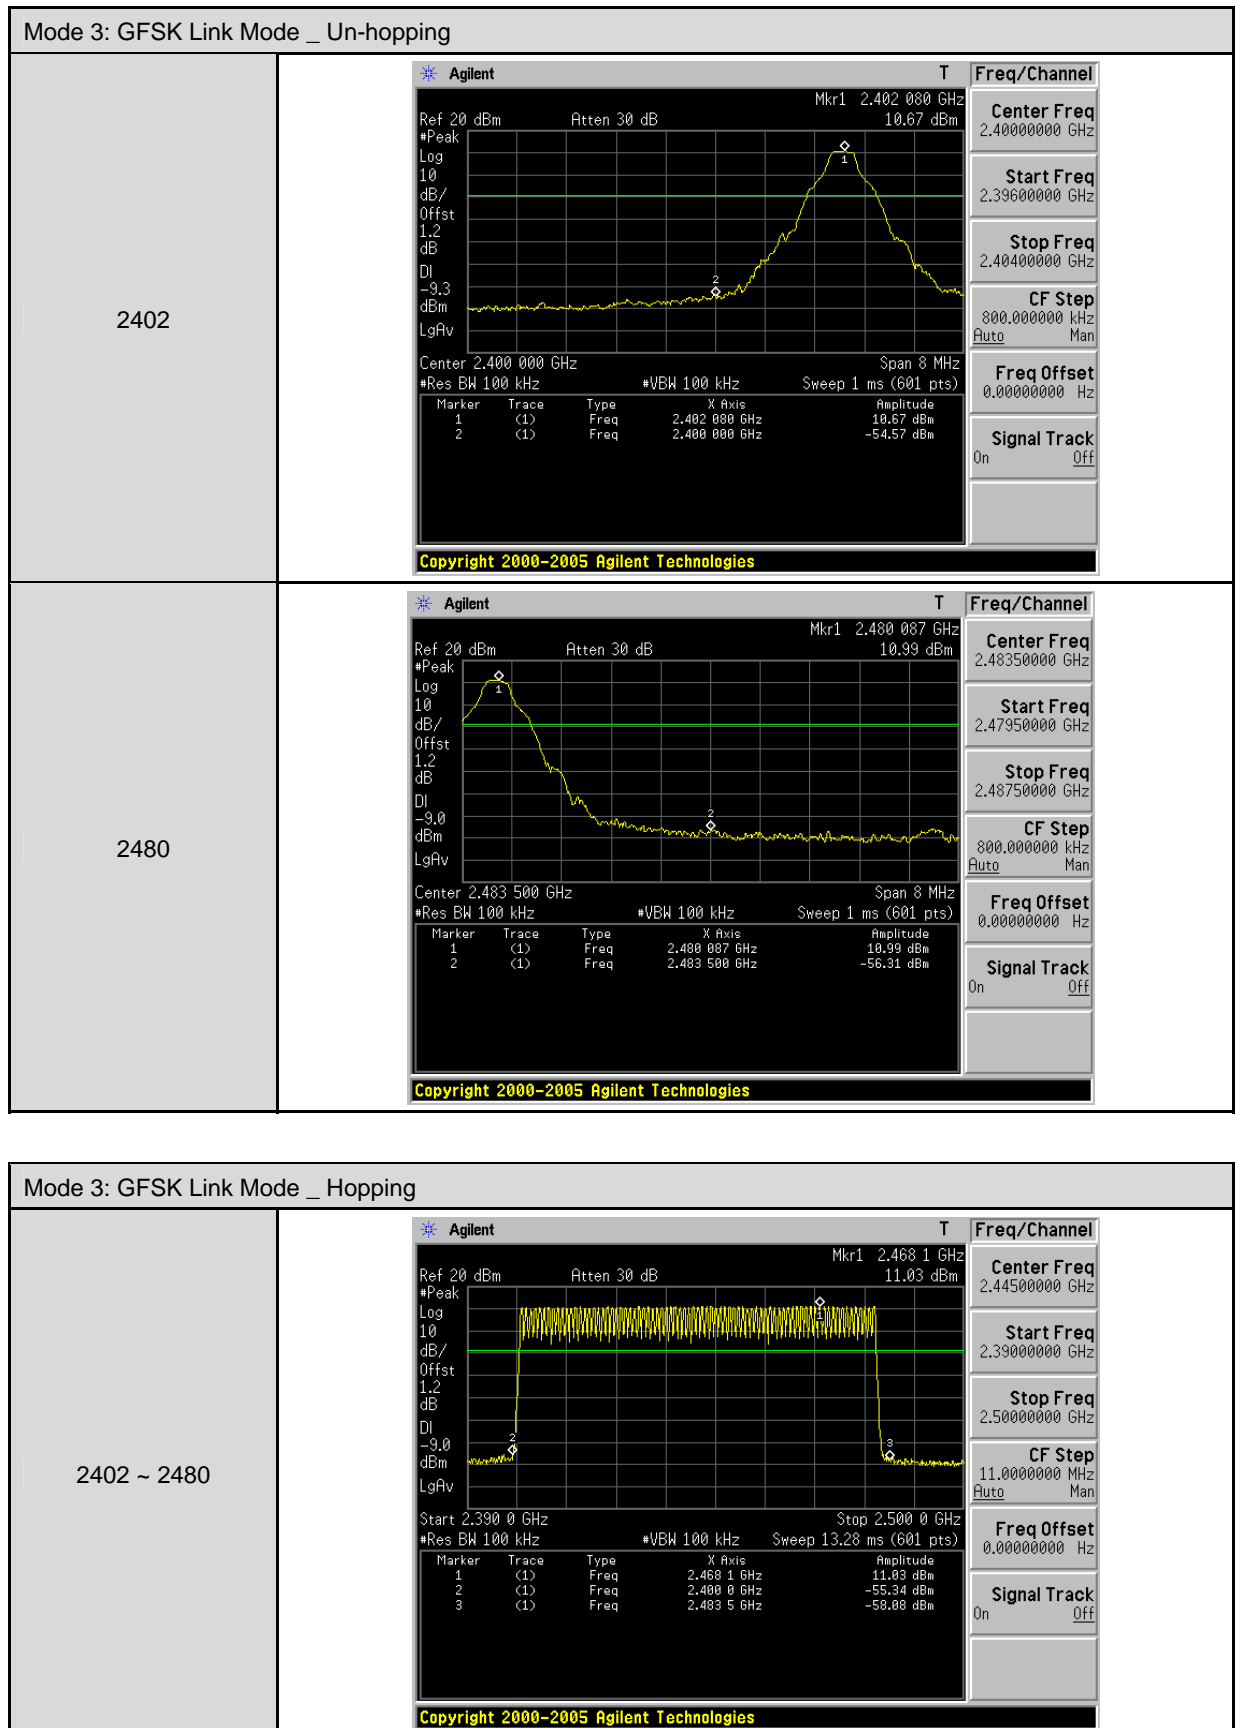 Mode 3: GFSK Link Mode _ Un-hopping
2402
Agilent T Freq/Channel
Mkr1 2.402 080 GHz
Ref 20 dBm Atten 30 dB 10.67 dBm
#Peak
Log
10
dB/
Offst
1.2
dB
DI
-9.3
dBm
LgAv
1
2
Center 2.400 000 GHz Span 8 MHz
#Res BW 100 kHz #VBW 100 kHz Sweep 1 ms (601 pts)
Marker Trace Type X Axis Amplitude
1 (1) Freq 2.402 080 GHz 10.67 dBm
2 (1) Freq 2.400 000 GHz -54.57 dBm
Center Freq
2.40000000 GHz
Start Freq
2.39600000 GHz
Stop Freq
2.40400000 GHz
CF Step
800.000000 kHz
Auto Man
Freq Offset
0.00000000 Hz
Signal Track
On Off
Copyright 2000-2005 Agilent Technologies
2480
Agilent T Freq/Channel
Mkr1 2.480 087 GHz
Ref 20 dBm Atten 30 dB 10.99 dBm
#Peak
Log
10
dB/
Offst
1.2
dB
DI
-9.0
dBm
LgAv
1
2
Center 2.483 500 GHz Span 8 MHz
#Res BW 100 kHz #VBW 100 kHz Sweep 1 ms (601 pts)
Marker Trace Type X Axis Amplitude
1 (1) Freq 2.480 087 GHz 10.99 dBm
2 (1) Freq 2.483 500 GHz -56.31 dBm
Center Freq
2.48350000 GHz
Start Freq
2.47950000 GHz
Stop Freq
2.48750000 GHz
CF Step
800.000000 kHz
Auto Man
Freq Offset
0.00000000 Hz
Signal Track
On Off
Copyright 2000-2005 Agilent Technologies
Mode 3: GFSK Link Mode _ Hopping
2402 ~ 2480
Agilent T Freq/Channel
Mkr1 2.468 1 GHz
Ref 20 dBm Atten 30 dB 11.03 dBm
#Peak
Log
10
dB/
Offst
1.2
dB
DI
-9.0
dBm
LgAv
1
2
3
Start 2.390 0 GHz Stop 2.500 0 GHz
#Res BW 100 kHz #VBW 100 kHz Sweep 13.28 ms (601 pts)
Marker Trace Type X Axis Amplitude
1 (1) Freq 2.468 1 GHz 11.03 dBm
2 (1) Freq 2.400 0 GHz -55.34 dBm
3 (1) Freq 2.483 5 GHz -58.08 dBm
Center Freq
2.44500000 GHz
Start Freq
2.39000000 GHz
Stop Freq
2.50000000 GHz
CF Step
11.0000000 MHz
Auto Man
Freq Offset
0.00000000 Hz
Signal Track
On Off
Copyright 2000-2005 Agilent Technologies